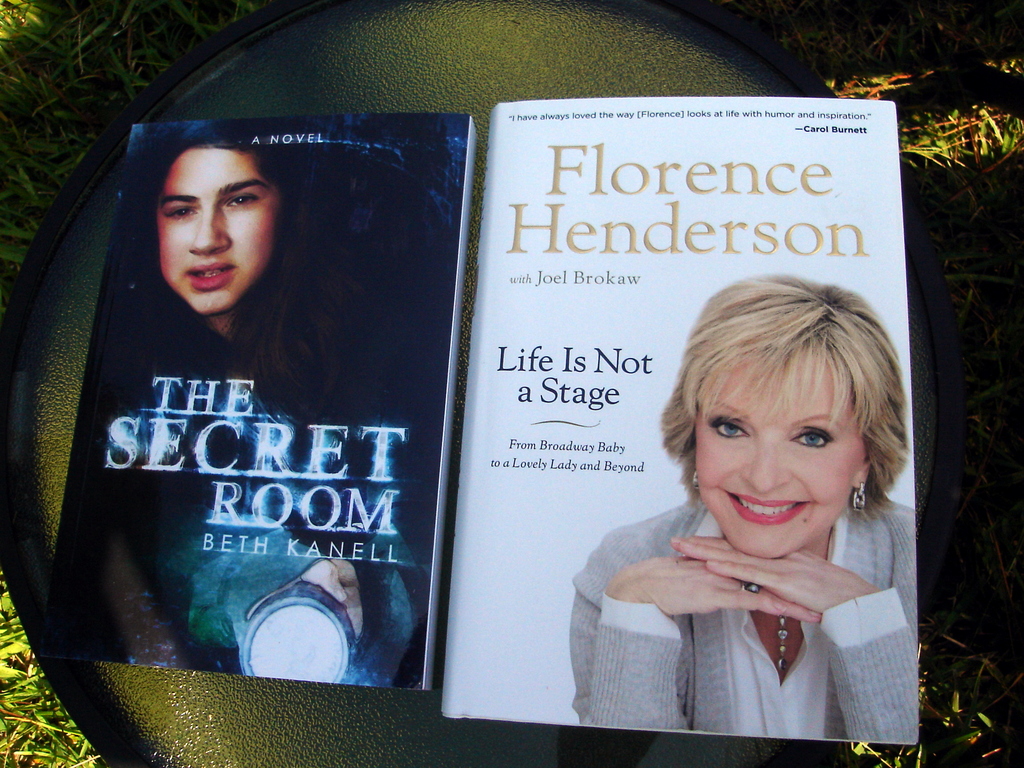 A NOVEL
THE
SECRET
ROOM
BETH KANELL
"I have always loved the way [Florence] looks at life with humor and inspiration."
—Carol Burnett
Florence
Henderson
with Joel Brokaw
Life Is Not
a Stage
From Broadway Baby
to a Lovely Lady and Beyond